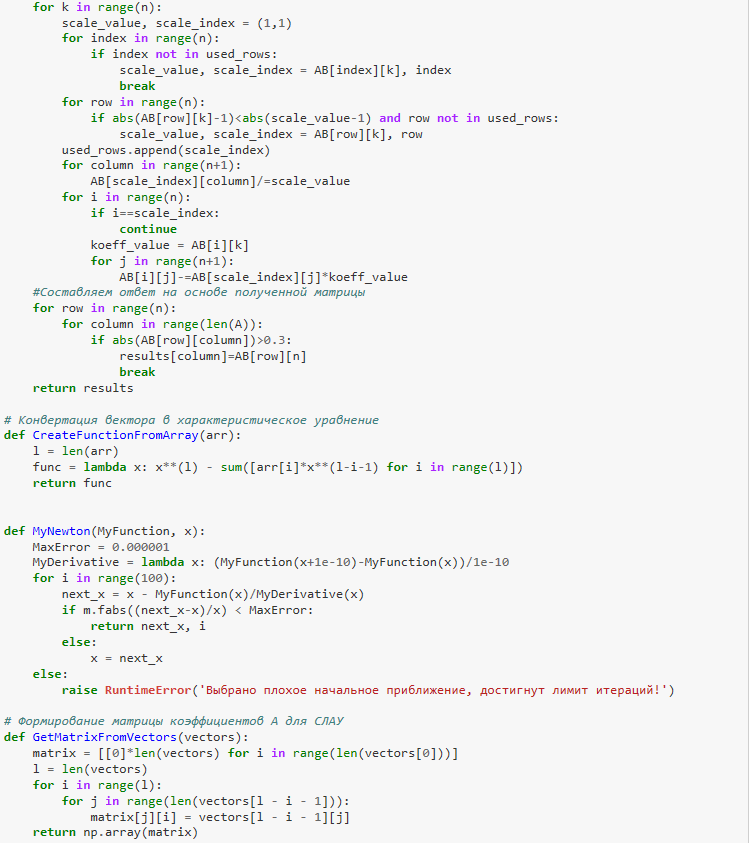 for k in range(n):
        scale_value, scale_index = (1,1)
        for index in range(n):
            if index not in used_rows:
                scale_value, scale_index = AB[index][k], index
                break
        for row in range(n):
            if abs(AB[row][k]-1)<abs(scale_value-1) and row not in used_rows:
                scale_value, scale_index = AB[row][k], row
        used_rows.append(scale_index)
        for column in range(n+1):
            AB[scale_index][column]/=scale_value
        for i in range(n):
            if i==scale_index:
                continue
            koeff_value = AB[i][k]
            for j in range(n+1):
                AB[i][j]-=AB[scale_index][j]*koeff_value
    #Составляем ответ на основе полученной матрицы
    for row in range(n):
        for column in range(len(A)):
            if abs(AB[row][column])>0.3:
                results[column]=AB[row][n]
                break
    return results

# Конвертация вектора в характеристическое уравнение
def CreateFunctionFromArray(arr):
    l = len(arr)
    func = lambda x: x**(l) - sum([arr[i]*x**(l-i-1) for i in range(l)])
    return func


def MyNewton(MyFunction, x):
    MaxError = 0.000001
    MyDerivative = lambda x: (MyFunction(x+1e-10)-MyFunction(x))/1e-10
    for i in range(100):
        next_x = x - MyFunction(x)/MyDerivative(x)
        if m.fabs((next_x-x)/x) < MaxError:
            return next_x, i
        else:
            x = next_x
    else:
        raise RuntimeError('Выбрано плохое начальное приближение, достигнут лимит итераций!')

# Формирование матрицы коэффициентов А для СЛАУ
def GetMatrixFromVectors(vectors):
    matrix = [[0]*len(vectors) for i in range(len(vectors[0]))]
    l = len(vectors)
    for i in range(l):
        for j in range(len(vectors[l - i - 1])):
            matrix[j][i] = vectors[l - i - 1][j]
    return np.array(matrix)